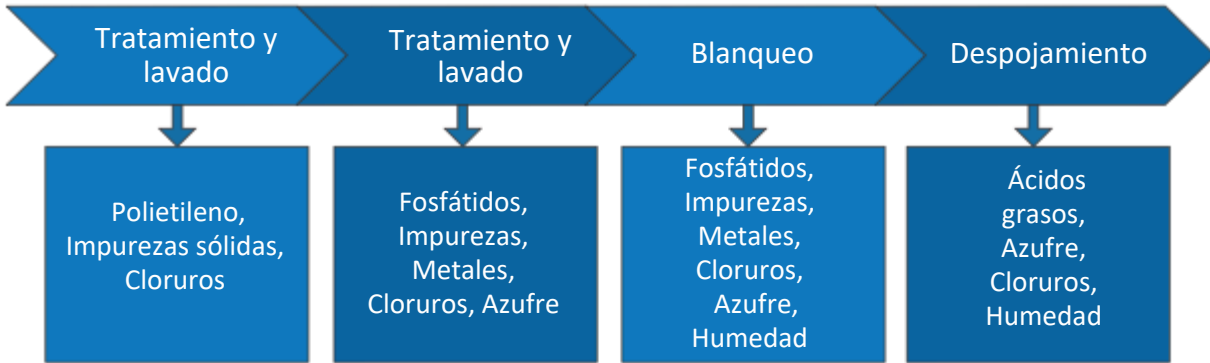 Tratamiento y
lavado
Tratamiento y
lavado
Blanqueo
Despojamiento
Polietileno,
Impurezas sólidas,
Cloruros
Fosfátidos,
Impurezas,
Metales,
Cloruros, Azufre
Fosfátidos,
Impurezas,
Metales,
Cloruros,
Azufre,
Humedad
Ácidos
grasos,
Azufre,
Cloruros,
Humedad